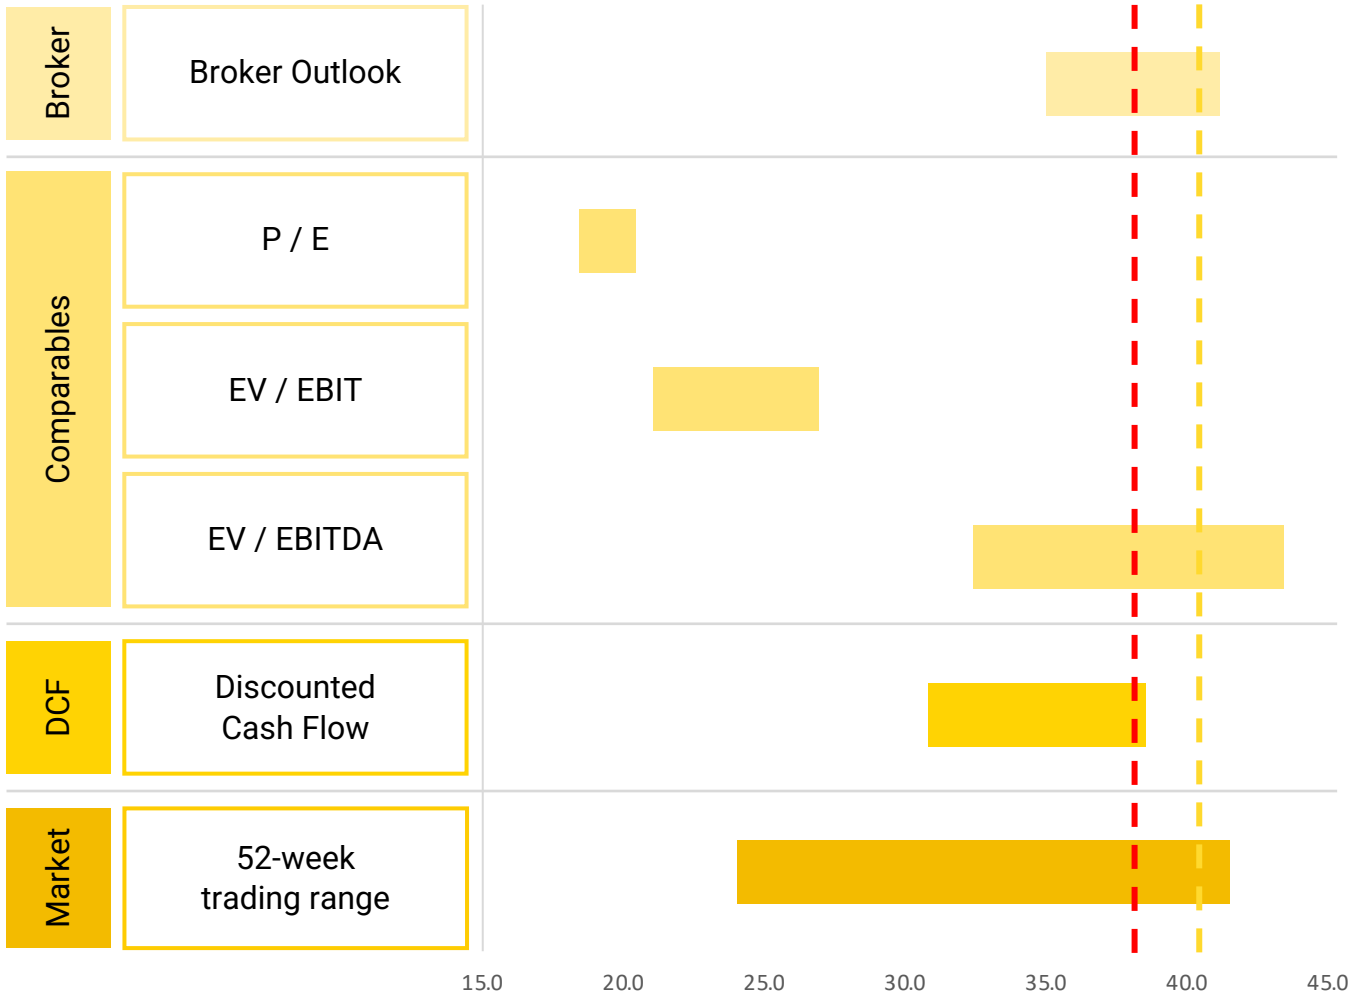 Broker
Broker Outlook
Comparables
P / E
EV / EBIT
EV / EBITDA
DCF
Discounted
Cash Flow
Market
52-week
trading range
15.0 20.0 25.0 30.0 35.0 40.0 45.0